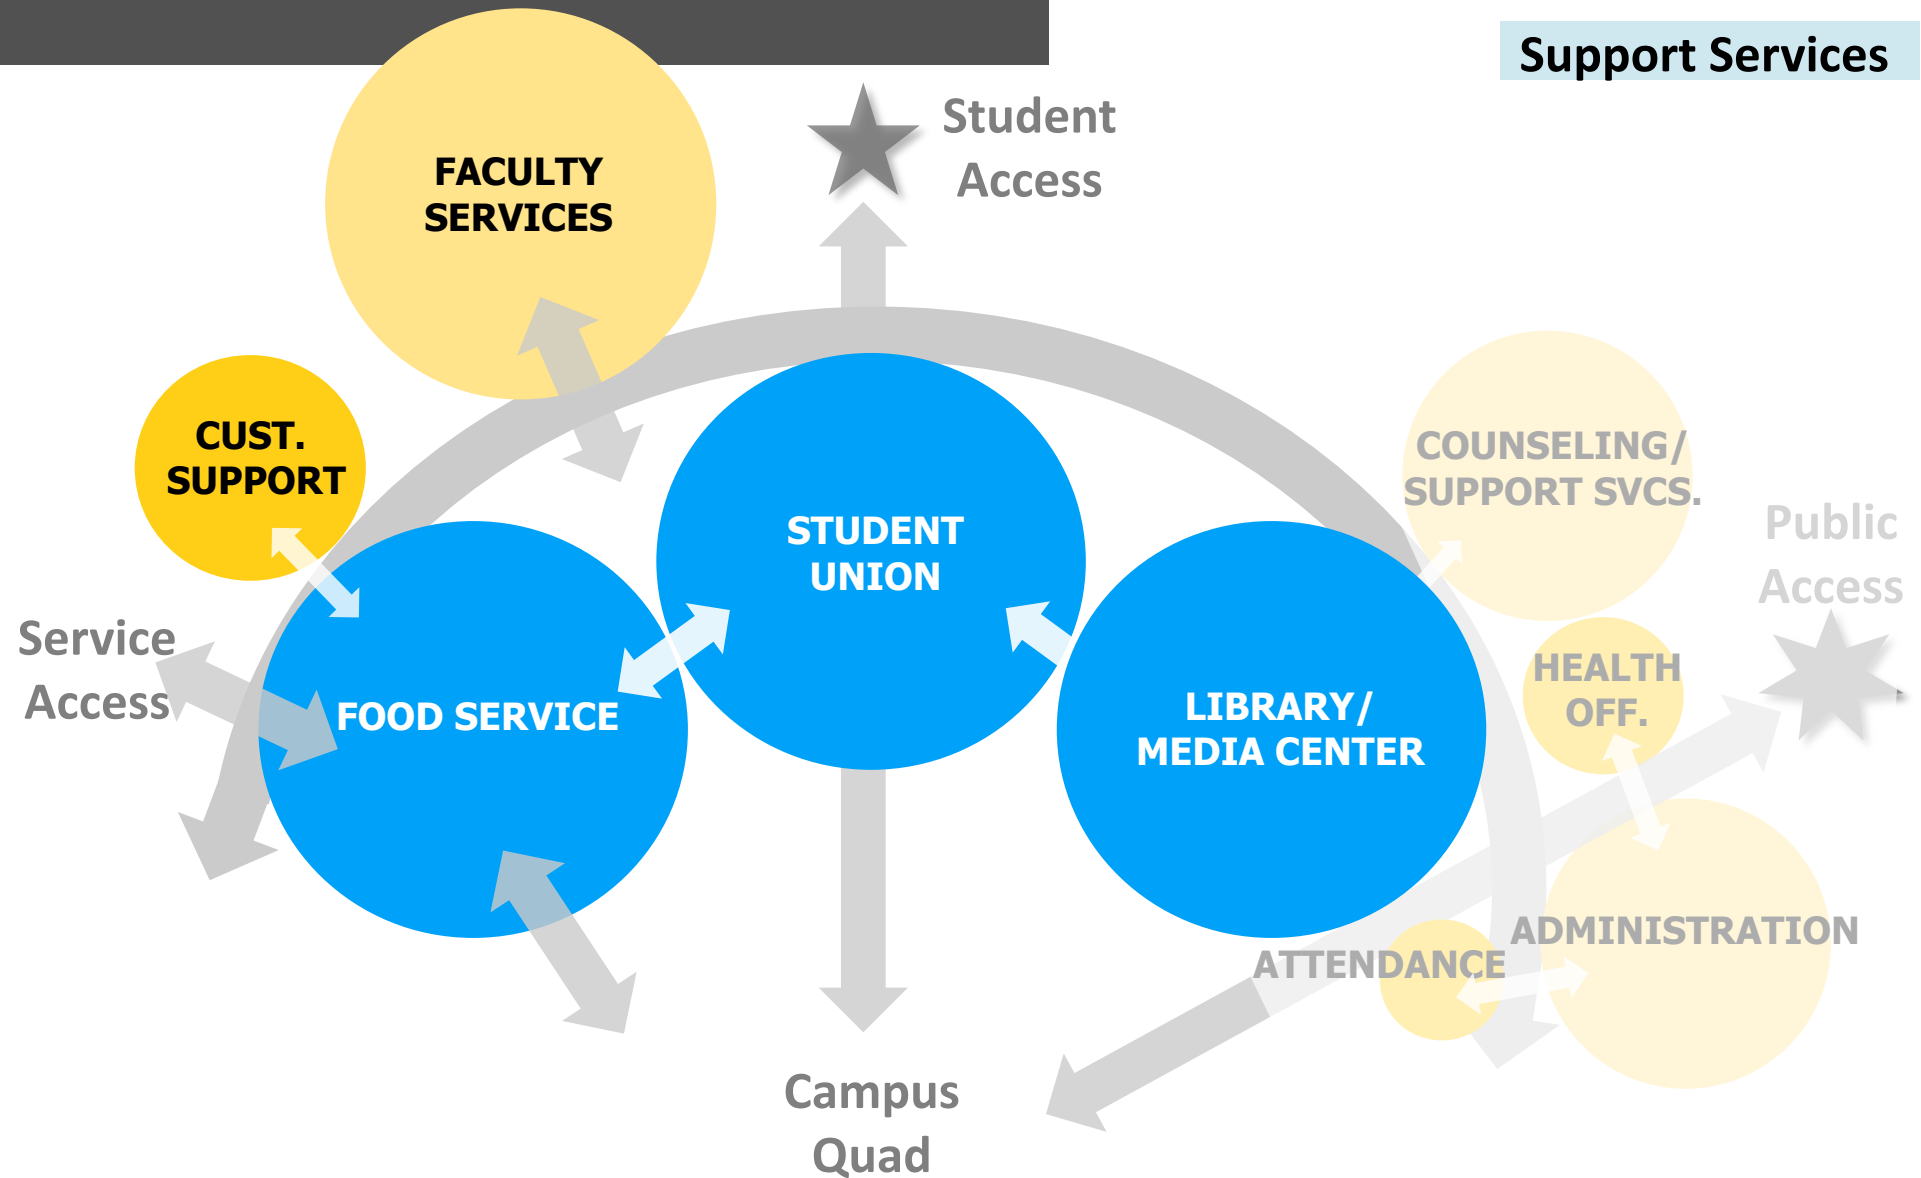 Support Services
Student
Access
FACULTY
SERVICES
CUST.
SUPPORT
COUNSELING/
SUPPORT SVCS.
Public
Access
STUDENT
UNION
Service
Access
FOOD SERVICE
HEALTH
OFF.
LIBRARY/
MEDIA CENTER
ADMINISTRATION
ATTENDANCE
Campus
Quad